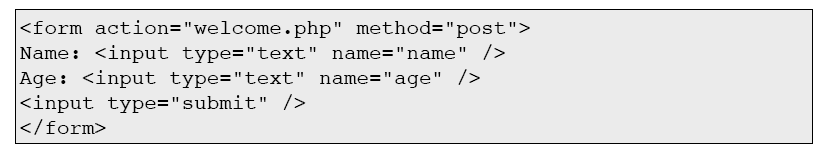 <form action="welcome.php" method="post">
Name: <input type="text" name="name" />
Age: <input type="text" name="age" />
<input type="submit" />
</form>